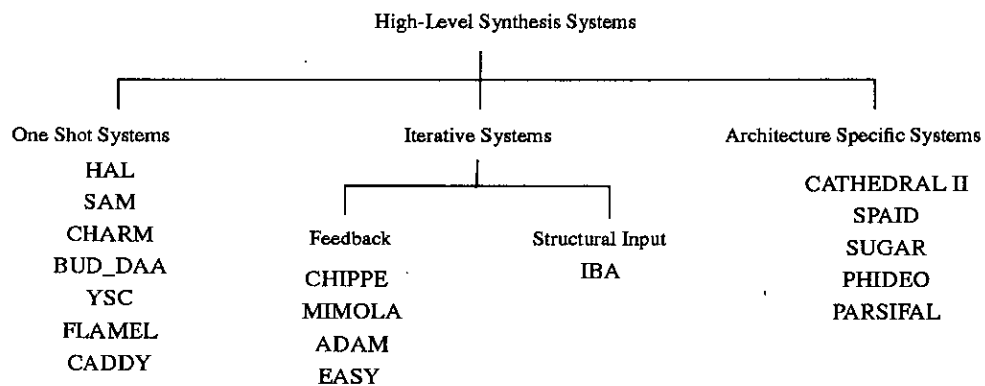 High-Level Synthesis Systems
One Shot Systems
HAL
SAM
CHARM
BUD_DAA
YSC
FLAMEL
CADDY
Iterative Systems
Feedback
CHIPPE
MIMOLA
ADAM
EASY
Structural Input
IBA
Architecture Specific Systems
CATHEDRAL II
SPAID
SUGAR
PHIDEO
PARSIFAL